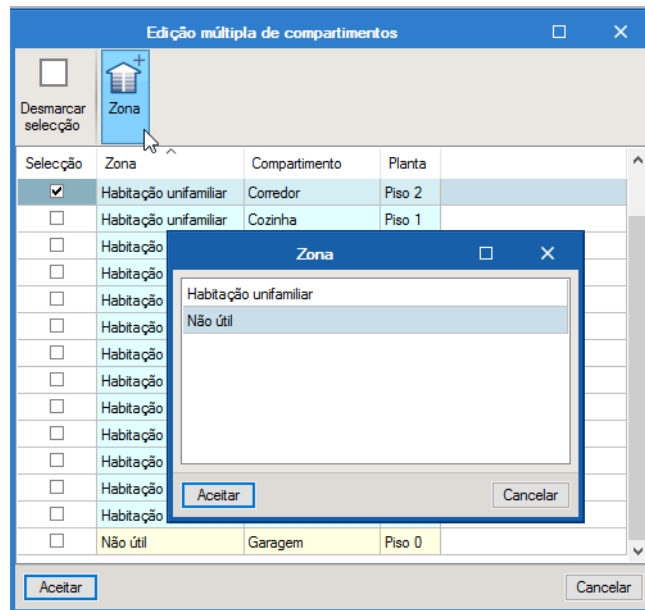 Edição múltipla de compartimentos
Desmarcar
selecção
Zona
Selecção Zona Compartimento Planta
Habitação unifamiliar Corredor Piso 2
Habitação unifamiliar Cozinha Piso 1
Habitação
Zona
Habitação
Habitação unifamiliar
Habitação
Não útil
Habitação
Habitação
Habitação
Habitação
Habitação
Habitação
Habitação
Aceitar Cancelar
Habitação
Não útil Garagem Piso 0
Aceitar Cancelar